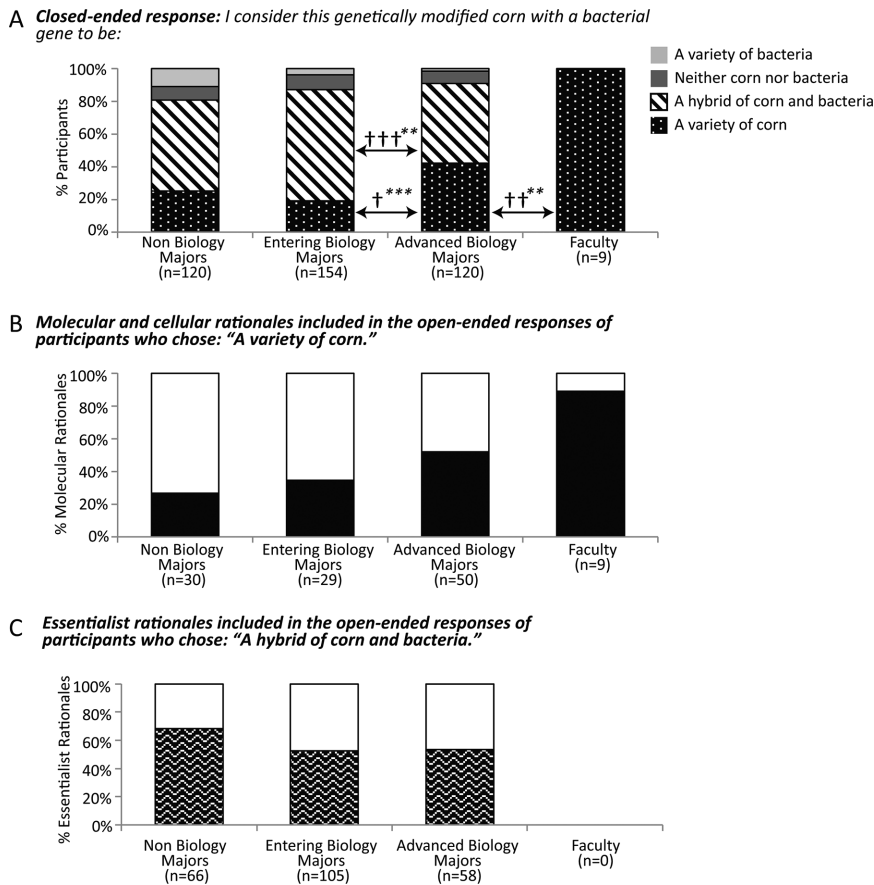 A Closed-ended response: I consider this genetically modified corn with a bacterial
gene to be:
A variety of bacteria
Neither corn nor bacteria
A hybrid of corn and bacteria
A variety of corn
% Participants
100%
80%
60%
40%
20%
0%
†††**
†***
††**
Non Biology
Majors
(n=120)
Entering Biology
Majors
(n=154)
Advanced Biology
Majors
(n=120)
Faculty
(n=9)
B Molecular and cellular rationales included in the open-ended responses of
participants who chose: “A variety of corn.”
% Molecular Rationales
100%
80%
60%
40%
20%
0%
Non Biology
Majors
(n=30)
Entering Biology
Majors
(n=29)
Advanced Biology
Majors
(n=50)
Faculty
(n=9)
C Essentialist rationales included in the open-ended responses of
participants who chose: “A hybrid of corn and bacteria.”
% Essentialist Rationales
100%
80%
60%
40%
20%
0%
Non Biology
Majors
(n=66)
Entering Biology
Majors
(n=105)
Advanced Biology
Majors
(n=58)
Faculty
(n=0)